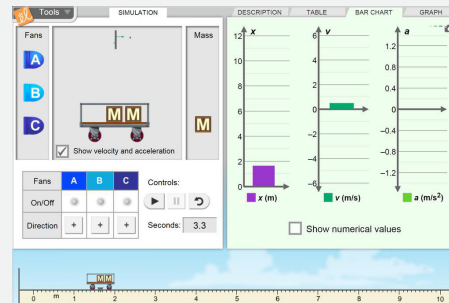 Tools
SIMULATION
DESCRIPTION
TABLE
BAR CHART
GRAPH
Fans
Mass
A
B
C
M M
M
Show velocity and acceleration
Fans A B C
On/Off
Direction + + +
Controls:
Seconds: 3.3
x
12
10
8
6
4
2
0
x (m)
v
6
4
2
0
−2
−4
−6
v (m/s)
a
1.2
0.8
0.4
0
−0.4
−0.8
−1.2
a (m/s²)
Show numerical values
M M
0 m 1 2 3 4 5 6 7 8 9 10